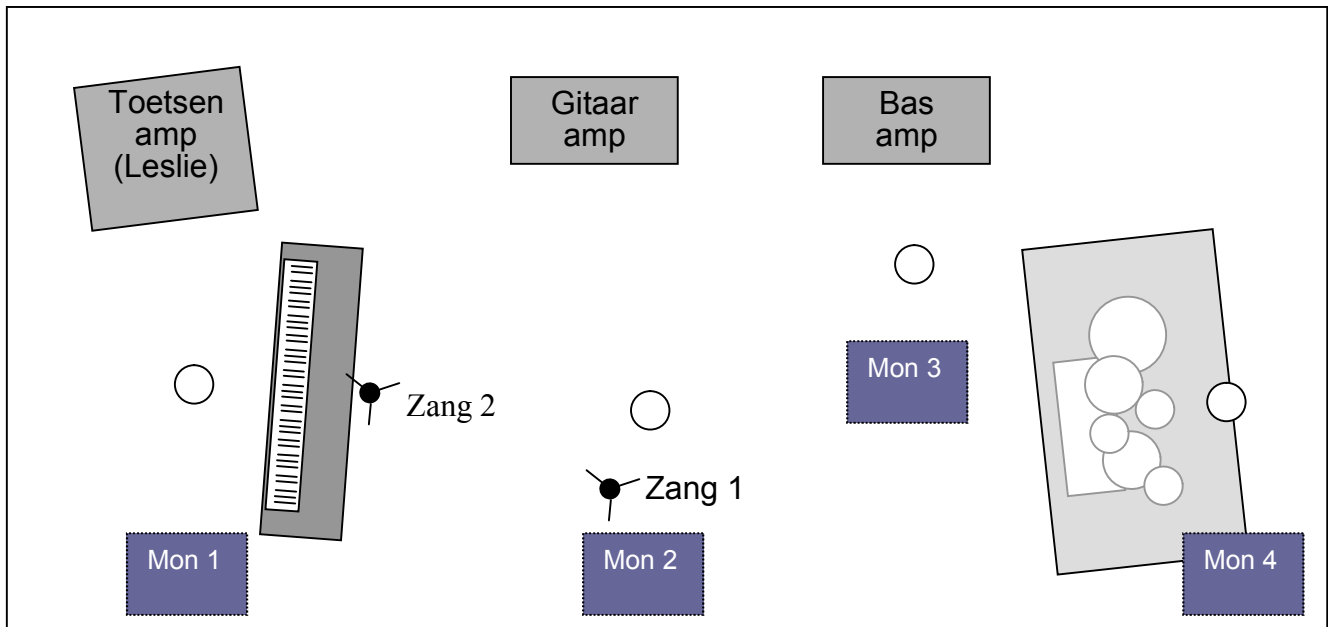 Toetsen
amp
(Leslie)
Gitaar
amp
Bas
amp
Mon 3
Zang 2
Zang 1
Mon 1
Mon 2
Mon 4